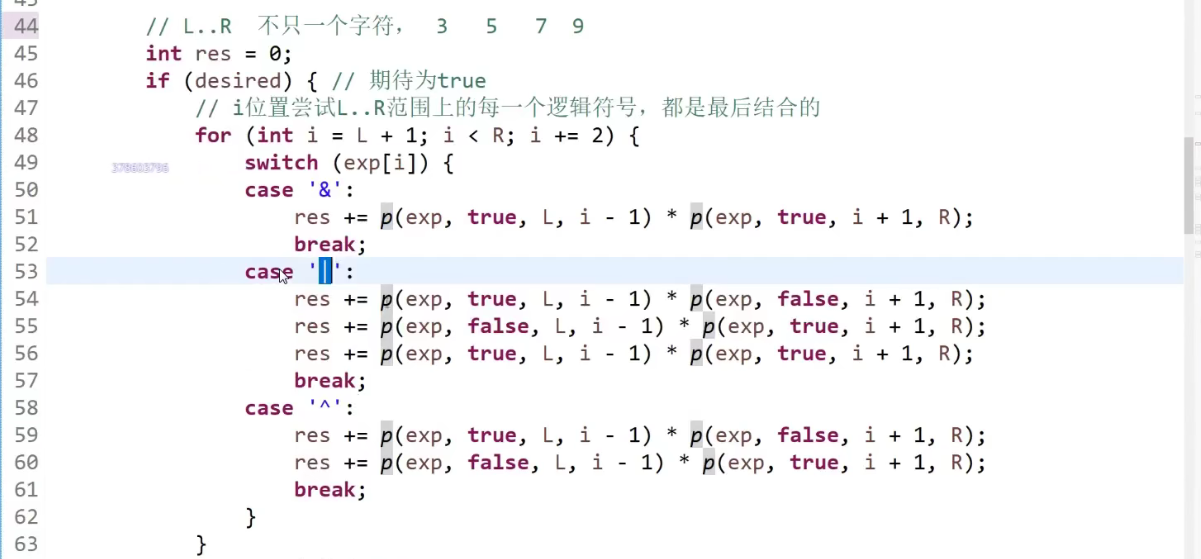 44 // L..R 不只一个字符， 3 5 7 9
45 int res = 0;
46 if (desired) { // 期待为true
47 // i位置尝试L..R范围上的每一个逻辑符号，都是最后结合的
48 for (int i = L + 1; i < R; i += 2) {
49 switch (exp[i]) {
50 case '&':
51 res += p(exp, true, L, i - 1) * p(exp, true, i + 1, R);
52 break;
53 case '|':
54 res += p(exp, true, L, i - 1) * p(exp, false, i + 1, R);
55 res += p(exp, false, L, i - 1) * p(exp, true, i + 1, R);
56 res += p(exp, true, L, i - 1) * p(exp, true, i + 1, R);
57 break;
58 case '^':
59 res += p(exp, true, L, i - 1) * p(exp, false, i + 1, R);
60 res += p(exp, false, L, i - 1) * p(exp, true, i + 1, R);
61 break;
62 }
63 }